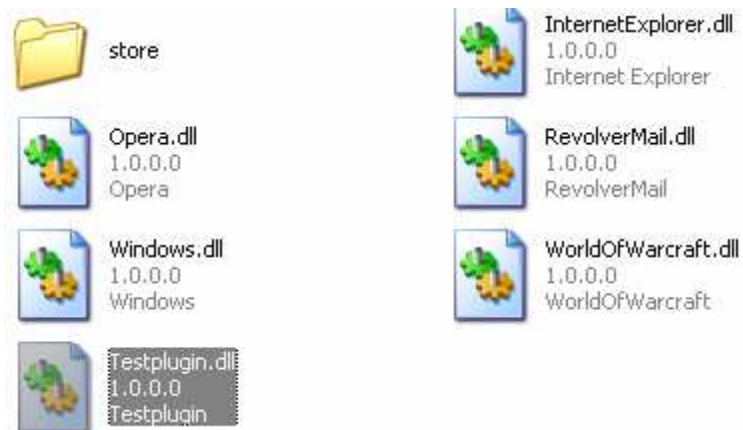 store
InternetExplorer.dll
1.0.0.0
Internet Explorer
Opera.dll
1.0.0.0
Opera
RevolverMail.dll
1.0.0.0
RevolverMail
Windows.dll
1.0.0.0
Windows
WorldOfWarcraft.dll
1.0.0.0
WorldOfWarcraft
Testplugin.dll
1.0.0.0
Testplugin